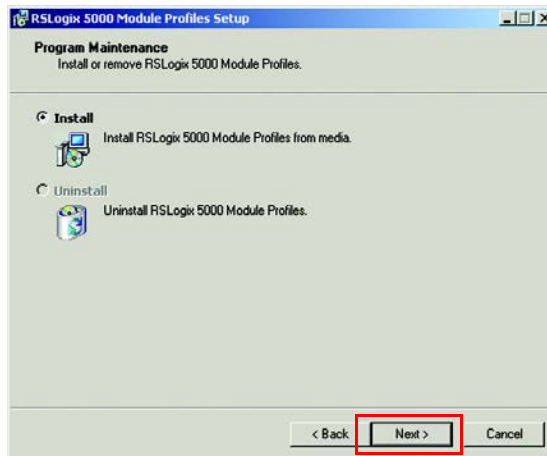 RSLogix 5000 Module Profiles Setup
Program Maintenance
Install or remove RSLogix 5000 Module Profiles.
Install
Install RSLogix 5000 Module Profiles from media.
Uninstall
Uninstall RSLogix 5000 Module Profiles.
< Back
Next >
Cancel